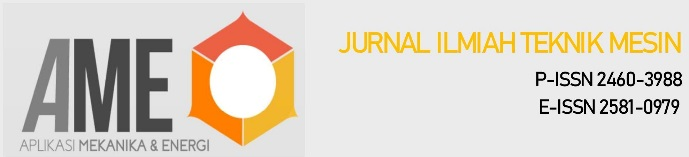 AME
APLIKASI MEKANIKA & ENERGI
JURNAL ILMIAH TEKNIK MESIN
P-ISSN 2460-3988
E-ISSN 2581-0979